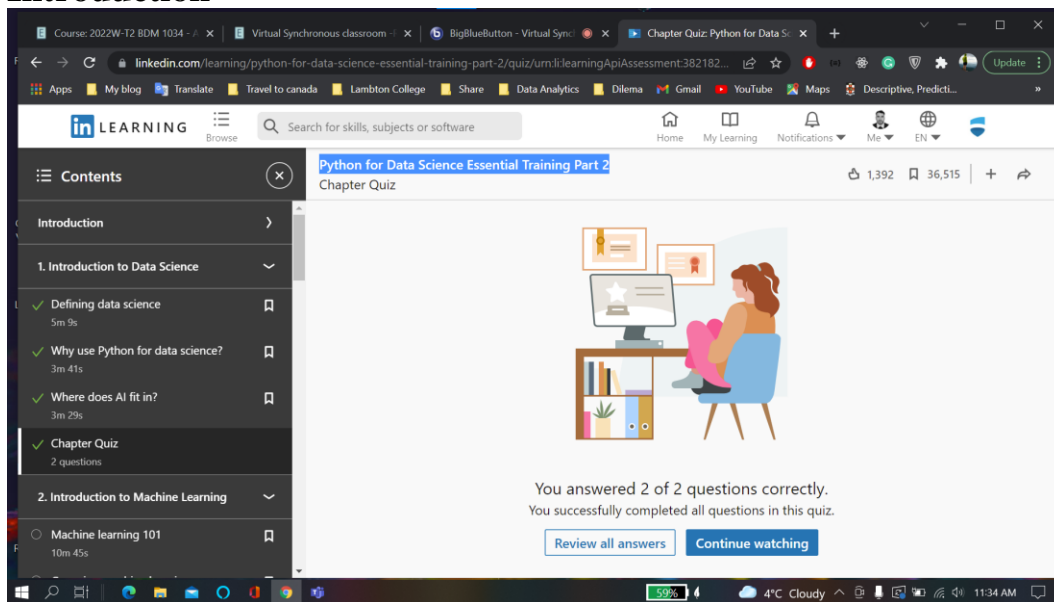 Introduction
Course: 2022W-T2 BDM 1034 - A
Virtual Synchronous classroom -
BigBlueButton - Virtual Sync
Chapter Quiz: Python for Data Sc
linkedin.com/learning/python-for-data-science-essential-training-part-2/quiz/urn:li:learningApiAssessment:382182...
Update
Apps
My blog
Translate
Travel to canada
Lambton College
Share
Data Analytics
Dilema
Gmail
YouTube
Maps
Descriptive, Predicti...
»
in LEARNING
Browse
Search for skills, subjects or software
Home
My Learning
Notifications
Me
EN
Contents
Python for Data Science Essential Training Part 2
Chapter Quiz
1,392
36,515
Introduction
1. Introduction to Data Science
Defining data science
5m 9s
Why use Python for data science?
3m 41s
Where does AI fit in?
3m 29s
Chapter Quiz
2 questions
2. Introduction to Machine Learning
Machine learning 101
10m 45s
You answered 2 of 2 questions correctly.
You successfully completed all questions in this quiz.
Review all answers
Continue watching
59%
4°C Cloudy
11:34 AM